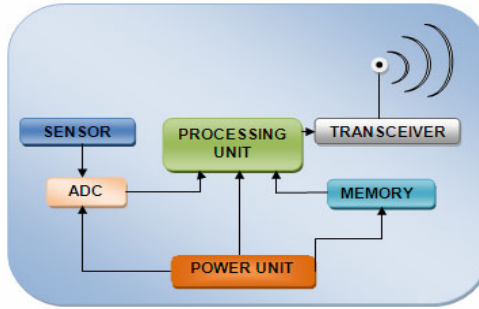 SENSOR
PROCESSING
UNIT
TRANSCEIVER
ADC
MEMORY
POWER UNIT